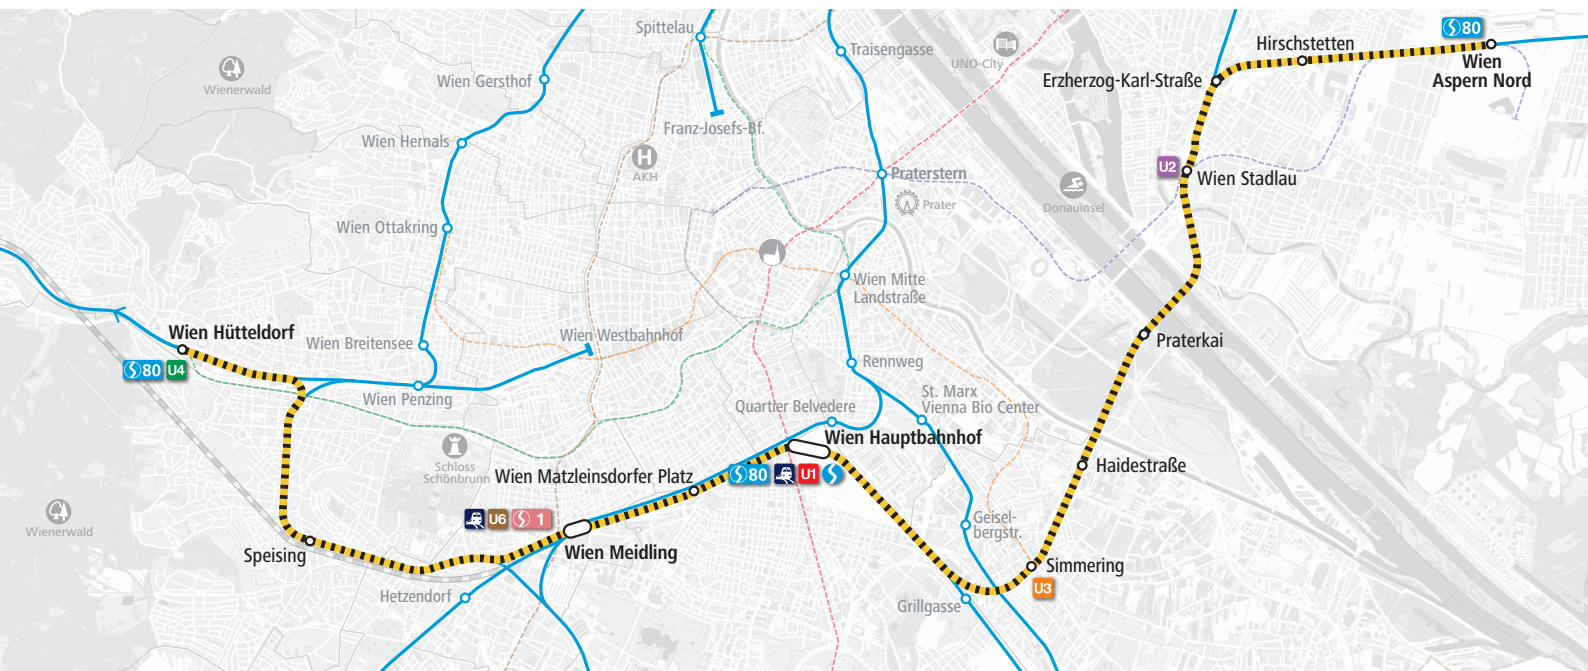 Spittelau
Traisengasse
UNO-City
Hirschstetten
S80
Wien
Aspern Nord
Erzherzog-Karl-Straße
Wienerwald
Wien Gersthof
Franz-Josefs-Bf.
Wien Hernals
H
AKH
Praterstern
Prater
Donauinsel
U2
Wien Stadlau
Wien Ottakring
Wien Mitte
Landstraße
Wien Hütteldorf
S80 U4
Wien Breitensee
Wien Westbahnhof
Praterkai
Rennweg
Wien Penzing
St. Marx
Vienna Bio Center
Quartier Belvedere
Wien Hauptbahnhof
S80 U1 S
Schloss
Schönbrunn
Wien Matzleinsdorfer Platz
Haidestraße
Wienerwald
U6 S 1
Geisel-
bergstr.
Speising
Wien Meidling
Simmering
U3
Hetzendorf
Grillgasse